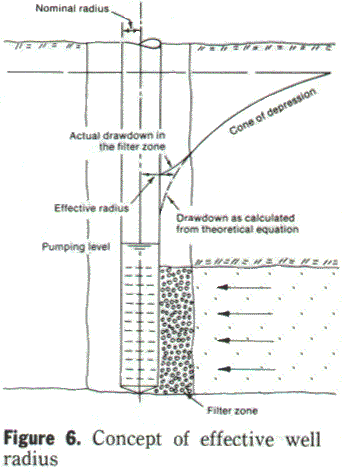 Nominal radius
Cone of depression
Actual drawdown in
the filter zone
Effective radius
Drawdown as calculated
from theoretical equation
Pumping level
Filter zone
Figure 6. Concept of effective well
radius